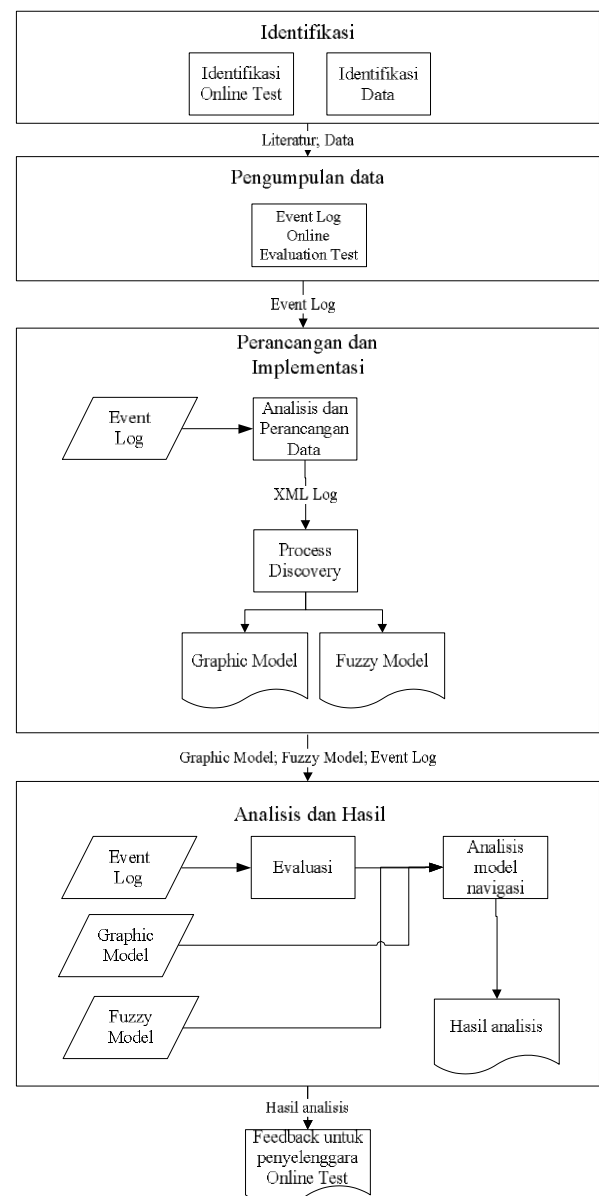 Identifikasi
Identifikasi
Online Test
Identifikasi
Data
Literatur; Data
Pengumpulan data
Event Log
Online
Evaluation Test
Event Log
Perancangan dan
Implementasi
Event
Log
Analisis dan
Perancangan
Data
XML Log
Process
Discovery
Graphic Model
Fuzzy Model
Graphic Model; Fuzzy Model; Event Log
Analisis dan Hasil
Event
Log
Evaluasi
Analisis
model
navigasi
Graphic
Model
Fuzzy
Model
Hasil analisis
Hasil analisis
Feedback untuk
penyelenggara
Online Test